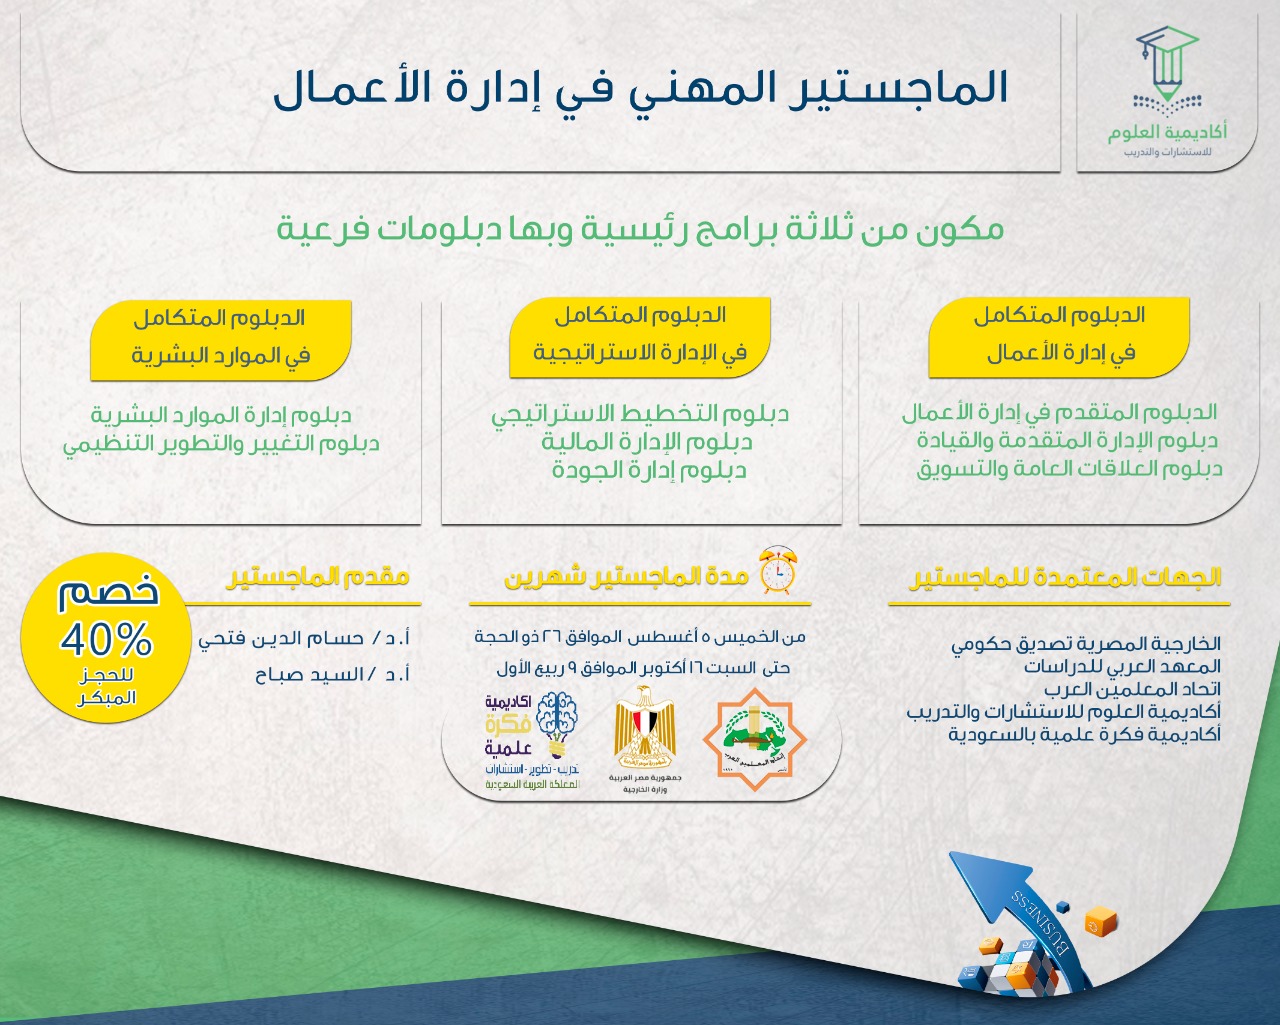 الماجستير المهني في إدارة الأعمال
أكاديمية العلوم
للاستشارات والتدريب
مكون من ثلاثة برامج رئيسية وبها دبلومات فرعية
الدبلوم المتكامل
في إدارة الأعمال
الدبلوم المتقدم في إدارة الأعمال
دبلوم الإدارة المتقدمة والقيادة
دبلوم العلاقات العامة والتسويق
الدبلوم المتكامل
في الإدارة الاستراتيجية
دبلوم التخطيط الاستراتيجي
دبلوم الإدارة المالية
دبلوم إدارة الجودة
الدبلوم المتكامل
في الموارد البشرية
دبلوم إدارة الموارد البشرية
دبلوم التغيير والتطوير التنظيمي
الجهات المعتمدة للماجستير
الخارجية المصرية تصديق حكومي
المعهد العربي للدراسات
اتحاد المعلمين العرب
أكاديمية العلوم للاستشارات والتدريب
أكاديمية فكرة علمية بالسعودية
مدة الماجستير شهرين
من الخميس ٥ أغسطس الموافق ٢٦ ذو الحجة
حتى السبت ١٦ أكتوبر الموافق ٩ ربيع الأول
اتحاد المعلمين العرب
جمهورية مصر العربية
وزارة الخارجية
اكاديمية
فكرة
علمية
تدريب - تطوير - استشارات
المملكة العربية السعودية
مقدم الماجستير
أ.د/ حسام الدين فتحي
أ.د /السيد صباح
خصم
40%
للحجز
المبكر
BUSINESS